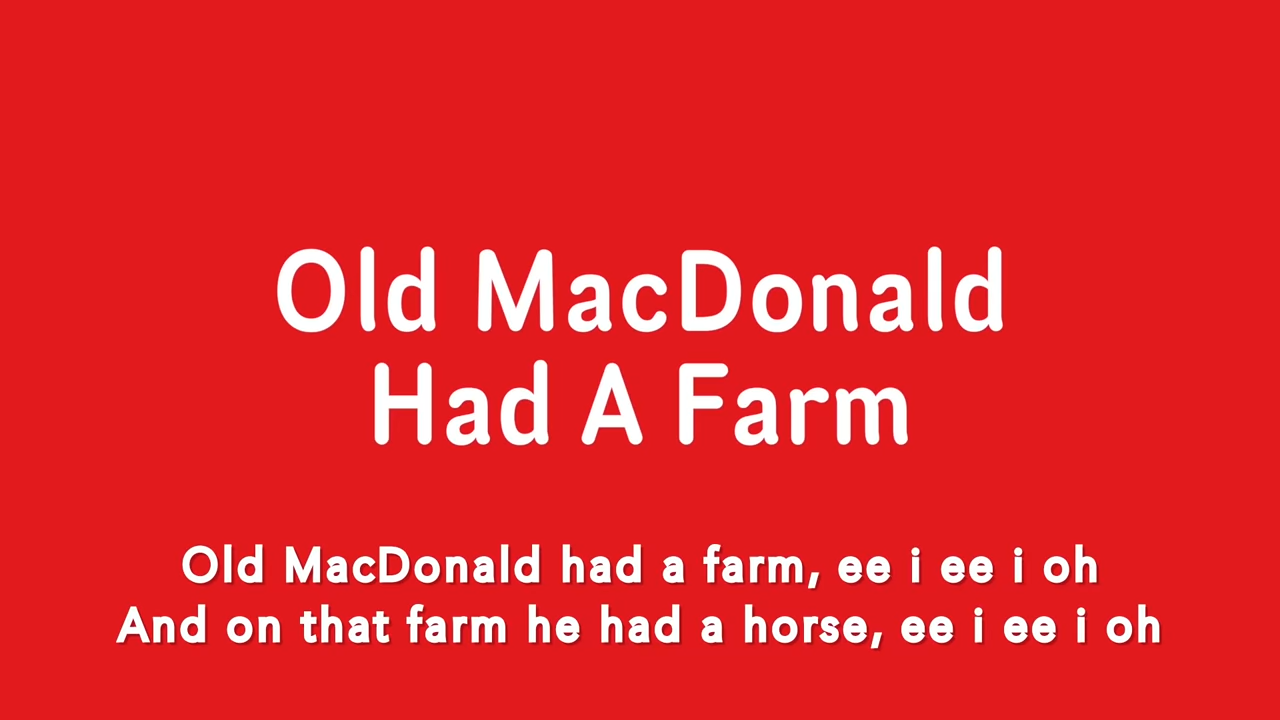 Old MacDonald
Had A Farm
Old MacDonald had a farm, ee i ee i oh
And on that farm he had a horse, ee i ee i oh